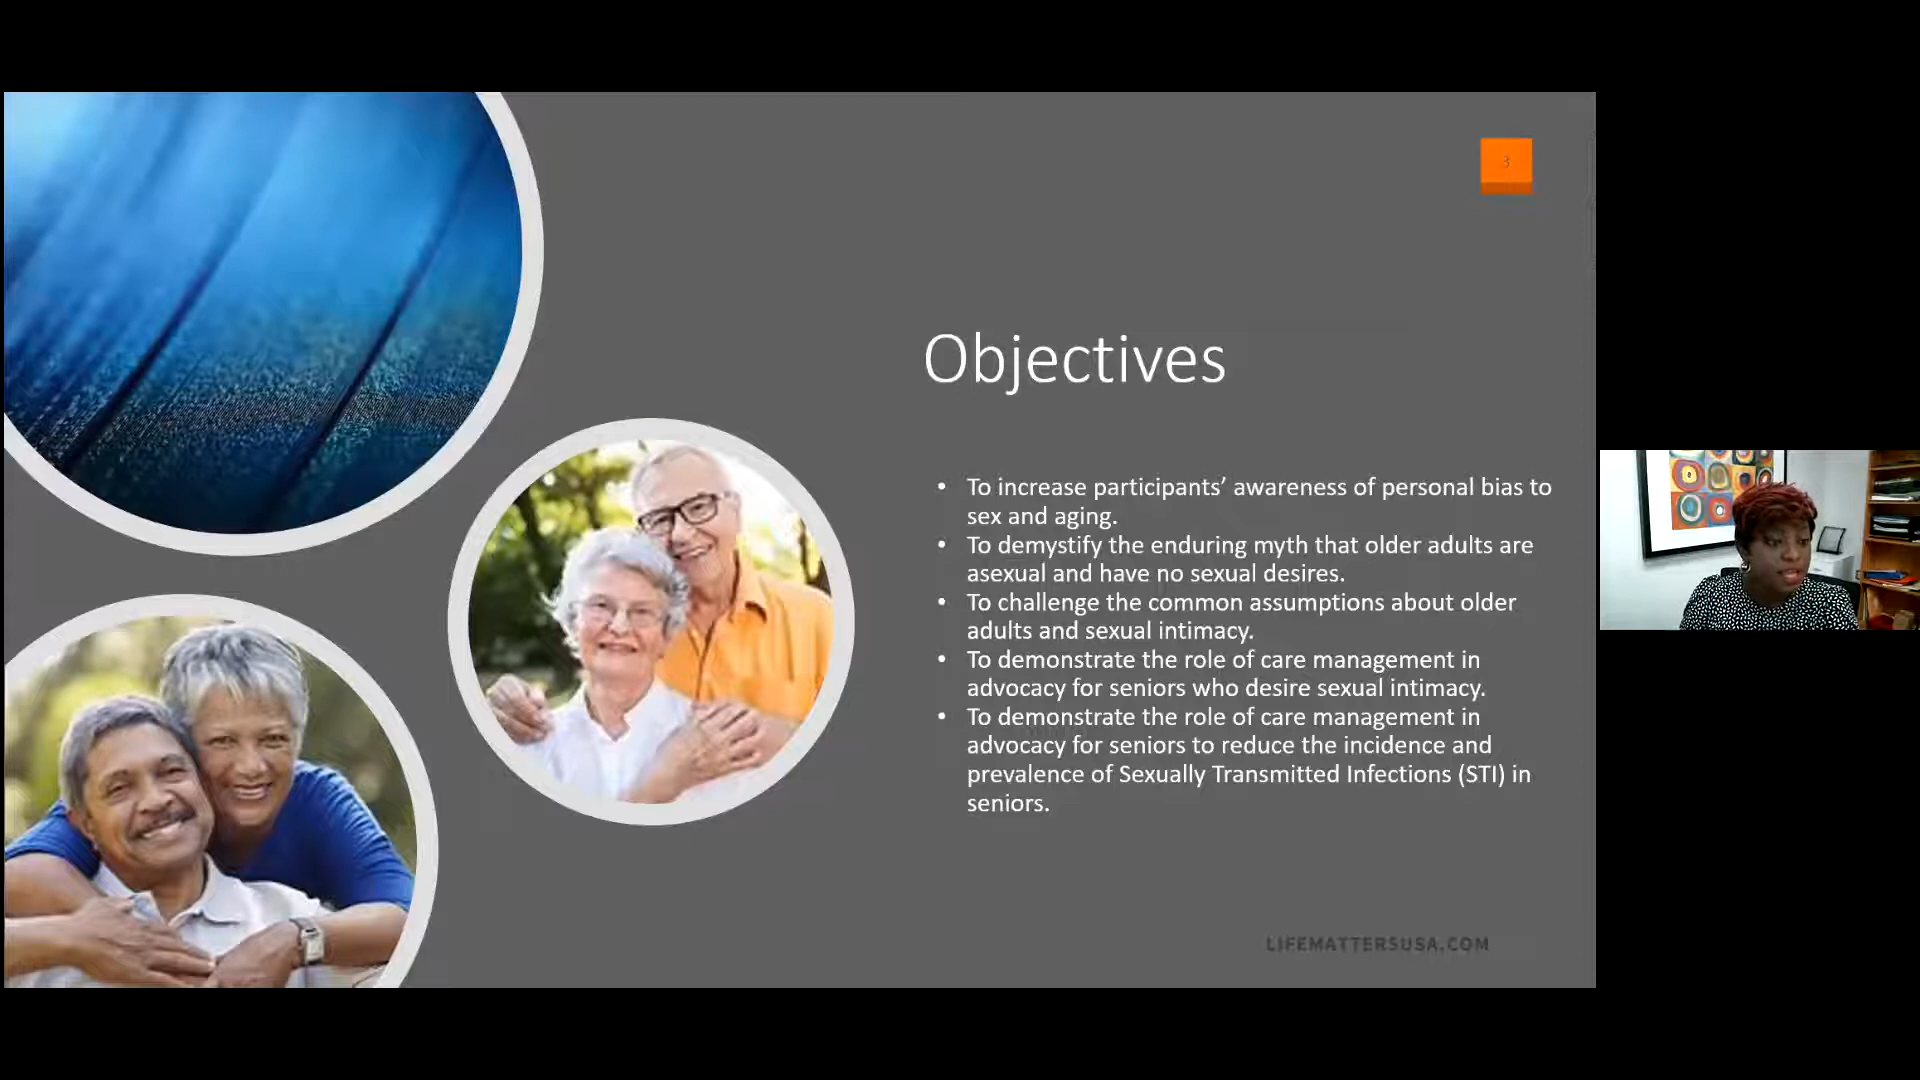 3
Objectives
• To increase participants’ awareness of personal bias to
sex and aging.
• To demystify the enduring myth that older adults are
asexual and have no sexual desires.
• To challenge the common assumptions about older
adults and sexual intimacy.
• To demonstrate the role of care management in
advocacy for seniors who desire sexual intimacy.
• To demonstrate the role of care management in
advocacy for seniors to reduce the incidence and
prevalence of Sexually Transmitted Infections (STI) in
seniors.
LIFEMATTERSUSA.COM